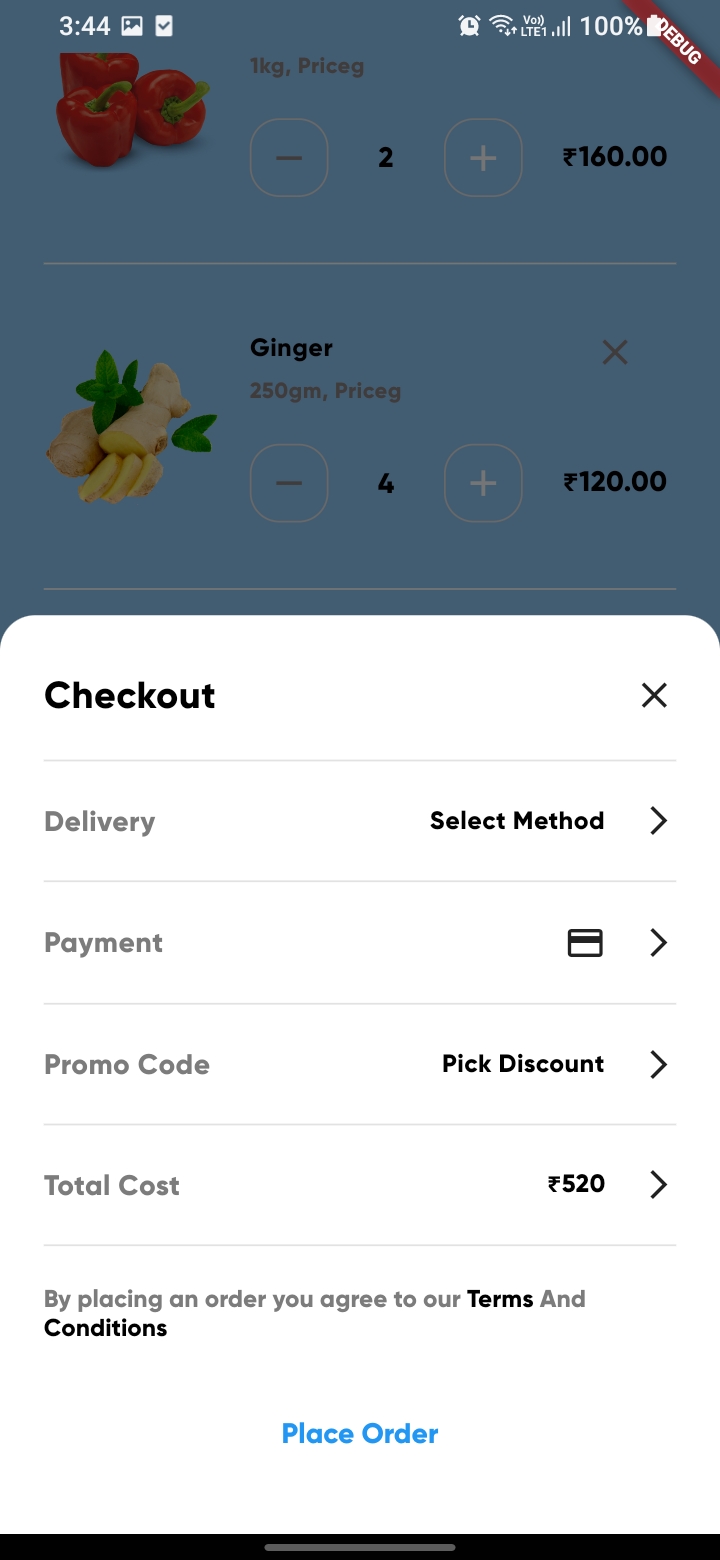 3:44 Vo)) LTE1 100% DEBUG
1kg, Priceg
2 ₹160.00
Ginger
250gm, Priceg
4 ₹120.00
Checkout
Delivery Select Method
Payment
Promo Code Pick Discount
Total Cost ₹520
By placing an order you agree to our Terms And
Conditions
Place Order